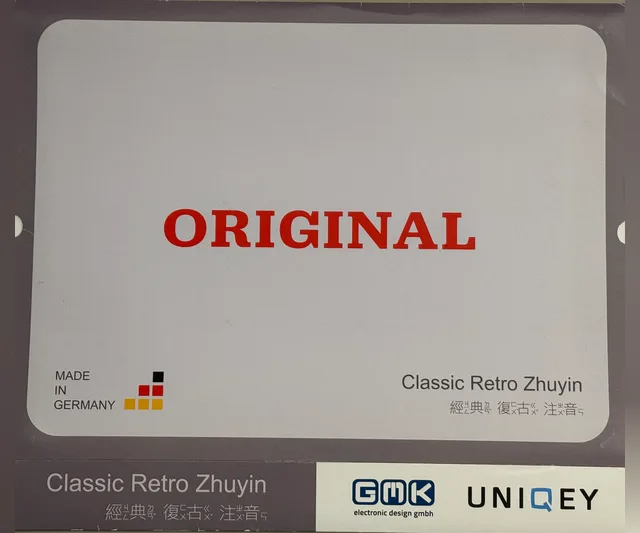 ORIGINAL
MADE
IN
GERMANY
Classic Retro Zhuyin
經典 復古 注音
Classic Retro Zhuyin
經典 復古 注音
GMK
electronic design gmbh
UNIQEY